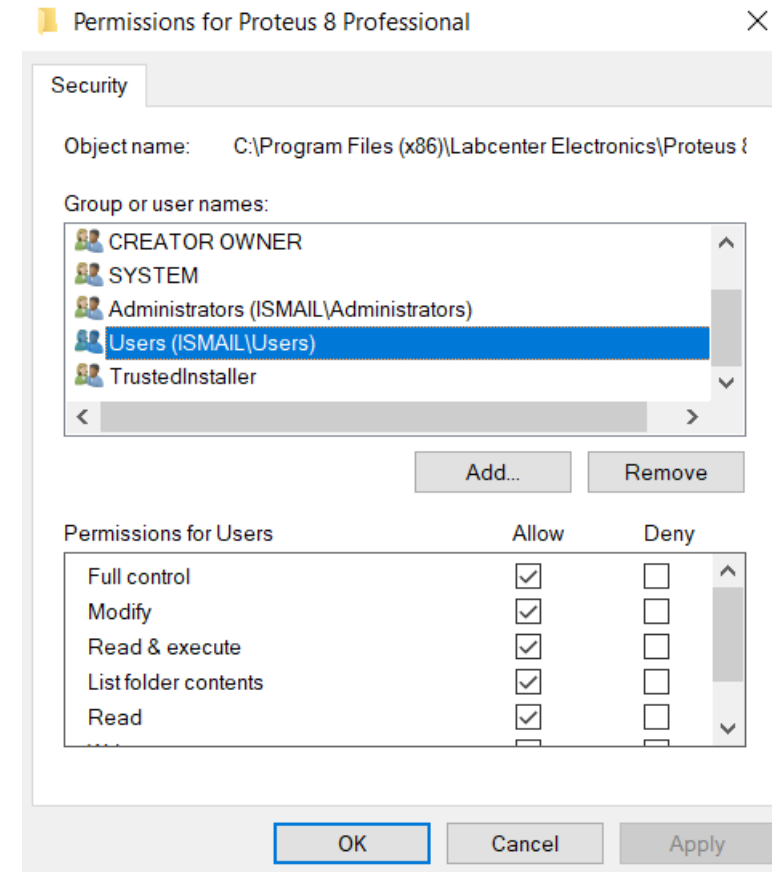 Permissions for Proteus 8 Professional
Security
Object name: C:\Program Files (x86)\Labcenter Electronics\Proteus
Group or user names:
CREATOR OWNER
SYSTEM
Administrators (ISMAIL\Administrators)
Users (ISMAIL\Users)
TrustedInstaller
Add... Remove
Permissions for Users Allow Deny
Full control
Modify
Read & execute
List folder contents
Read
OK Cancel Apply